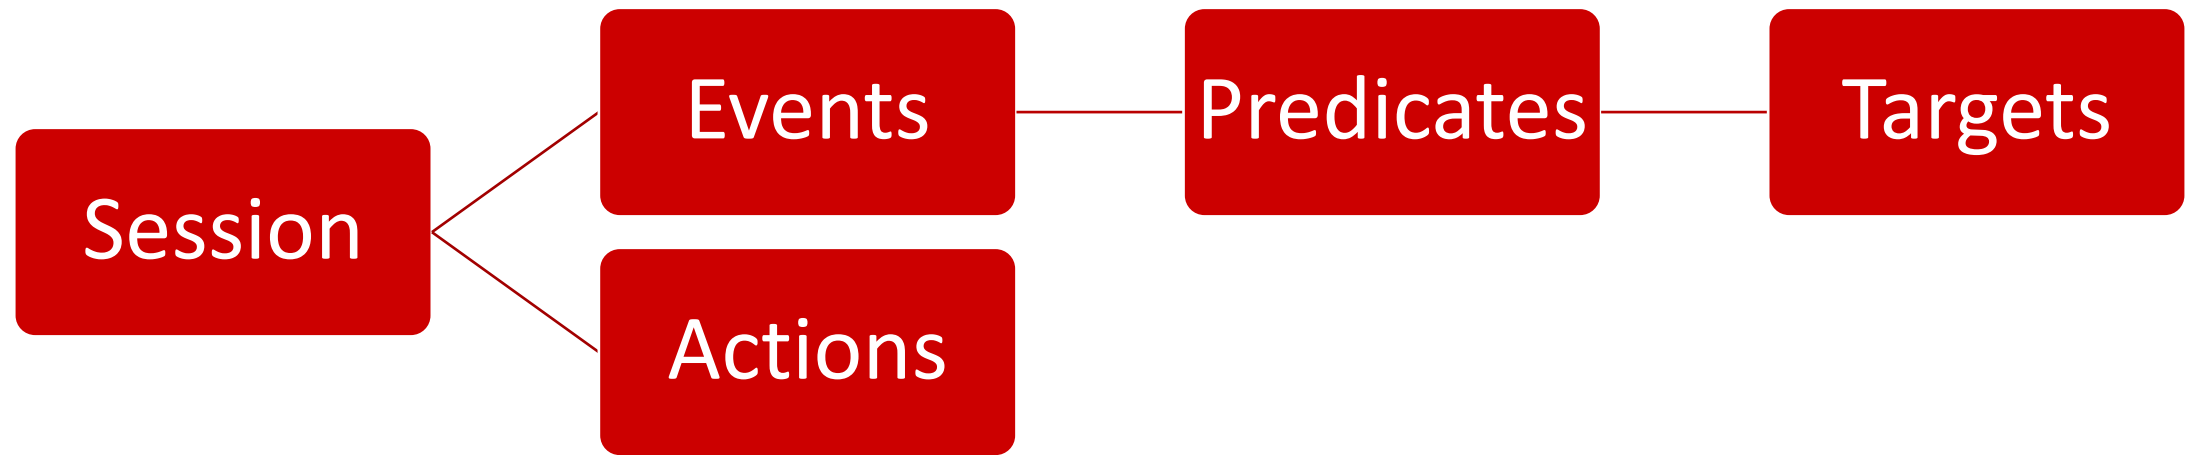 Session
Events
Predicates
Targets
Actions